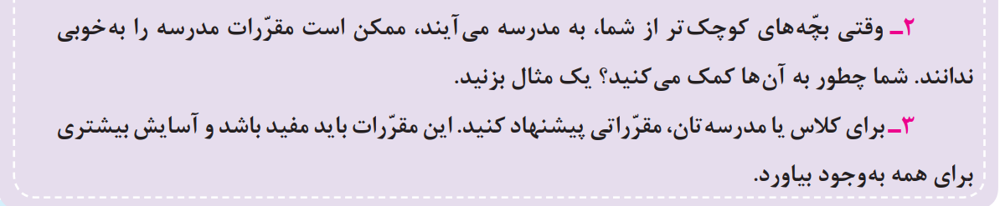 ۲ـ وقتی بچّه‌های کوچک‌تر از شما، به مدرسه می‌آیند، ممکن است مقرّرات مدرسه را به‌خوبی
ندانند. شما چطور به آن‌ها کمک می‌کنید؟ یک مثال بزنید.
۳ـ برای کلاس یا مدرسه‌تان، مقرّراتی پیشنهاد کنید. این مقرّرات باید مفید باشد و آسایش بیشتری
برای همه به‌وجود بیاورد.